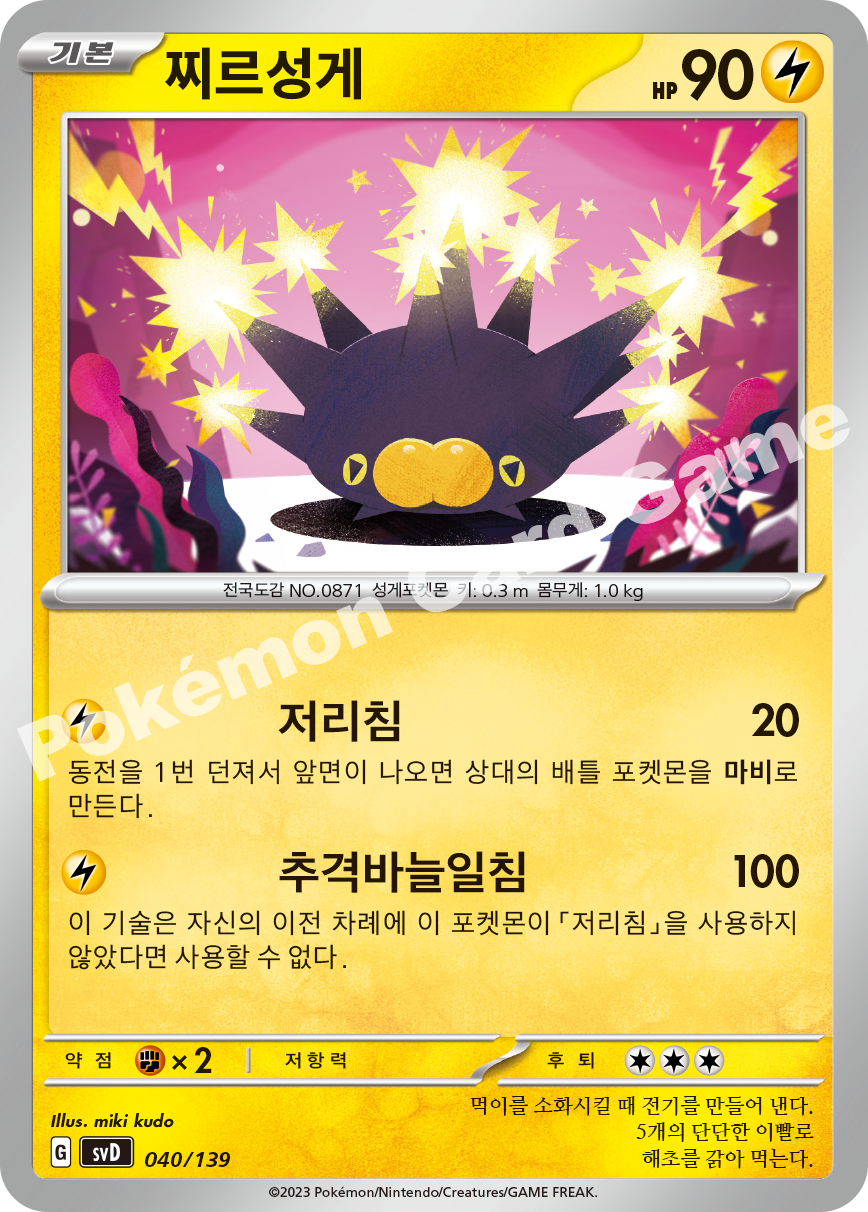 기본 찌르성게 HP 90
전국도감 NO.0871 성게포켓몬 키: 0.3 m 몸무게: 1.0 kg
Pokémon Card Game
저리침 20
동전을 1번 던져서 앞면이 나오면 상대의 배틀 포켓몬을 마비로
만든다.
추격바늘일침 100
이 기술은 자신의 이전 차례에 이 포켓몬이 「저리침」을 사용하지
않았다면 사용할 수 없다.
약점 ×2 저항력 후퇴
먹이를 소화시킬 때 전기를 만들어 낸다.
5개의 단단한 이빨로
해초를 갉아 먹는다.
Illus. miki kudo
G svD 040/139
©2023 Pokémon/Nintendo/Creatures/GAME FREAK.